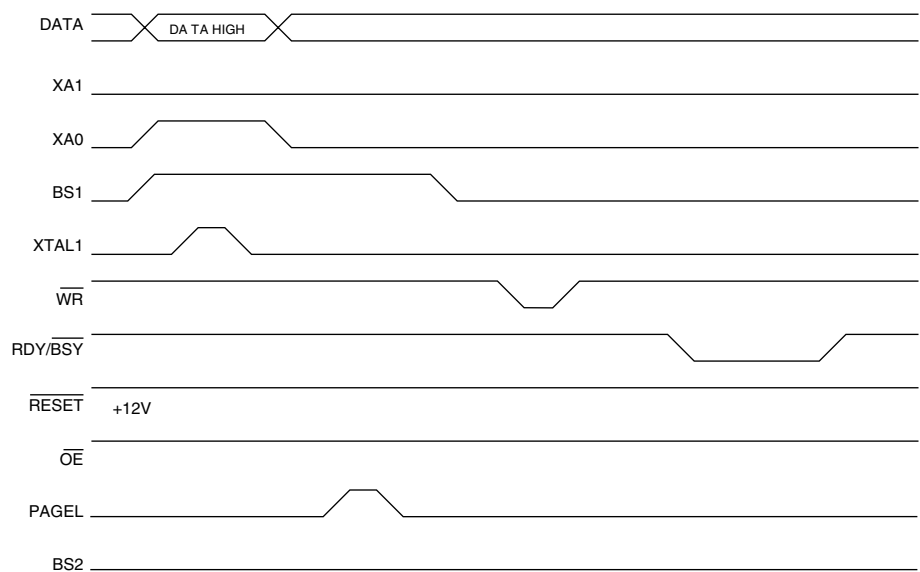 DATA DA TA HIGH
XA1
XA0
BS1
XTAL1
WR
RDY/BSY
RESET +12V
OE
PAGEL
BS2